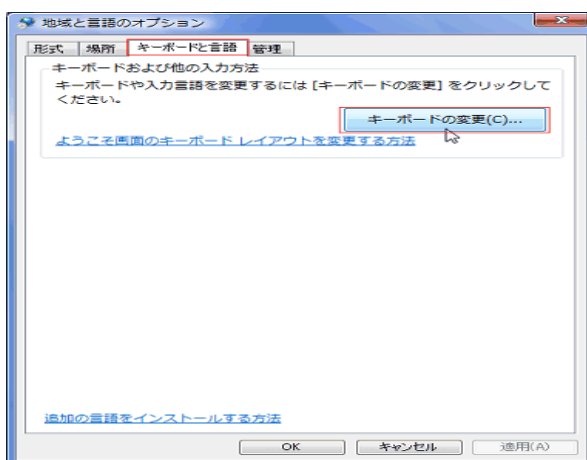 地域と言語のオプション
形式 場所 キーボードと言語 管理
キーボードおよび他の入力方法
キーボードや入力言語を変更するには [キーボードの変更] をクリックして
ください。
キーボードの変更(C)...
ようこそ画面のキーボード レイアウトを変更する方法
追加の言語をインストールする方法
OK キャンセル 適用(A)